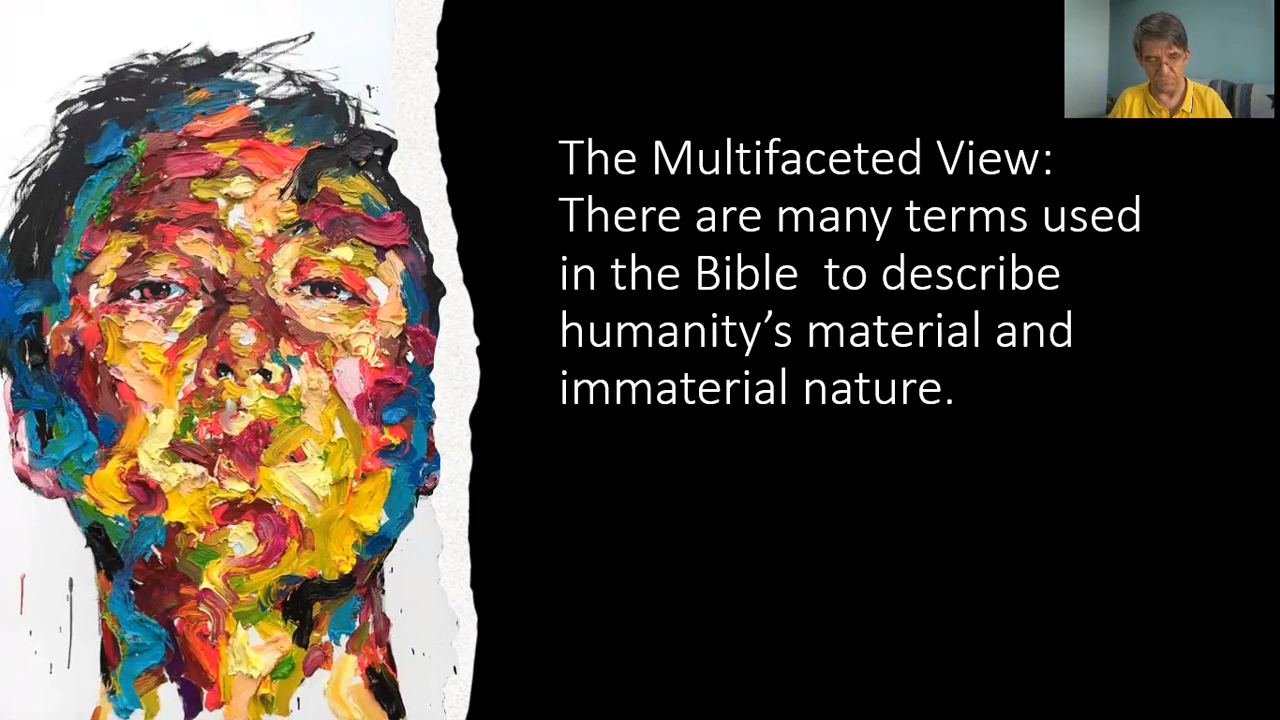 The Multifaceted View:
There are many terms used
in the Bible  to describe
humanity’s material and
immaterial nature.